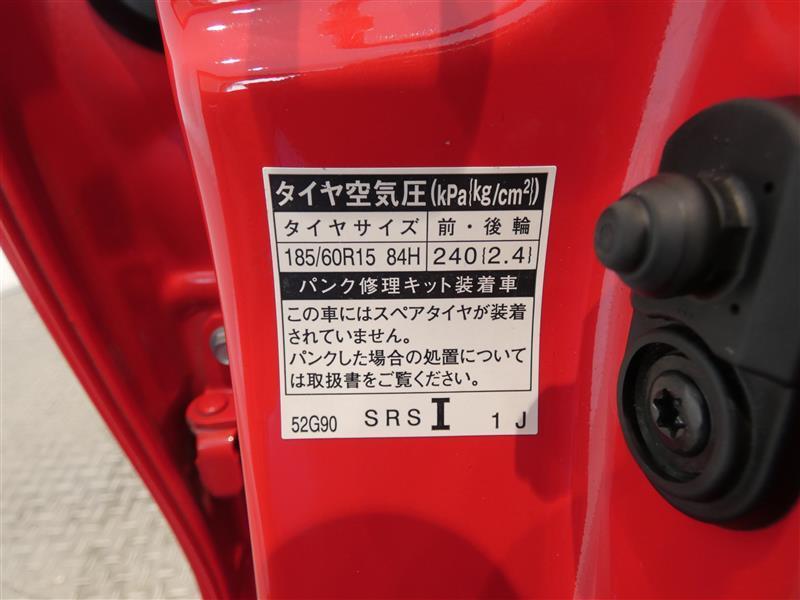 タイヤ空気圧(kPa{kg/cm²})
タイヤサイズ 前・後輪
185/60R15 84H 240{2.4}
パンク修理キット装着車
この車にはスペアタイヤが装着
されていません。
パンクした場合の処置について
は取扱書をご覧ください。
52G90 SRS I 1J